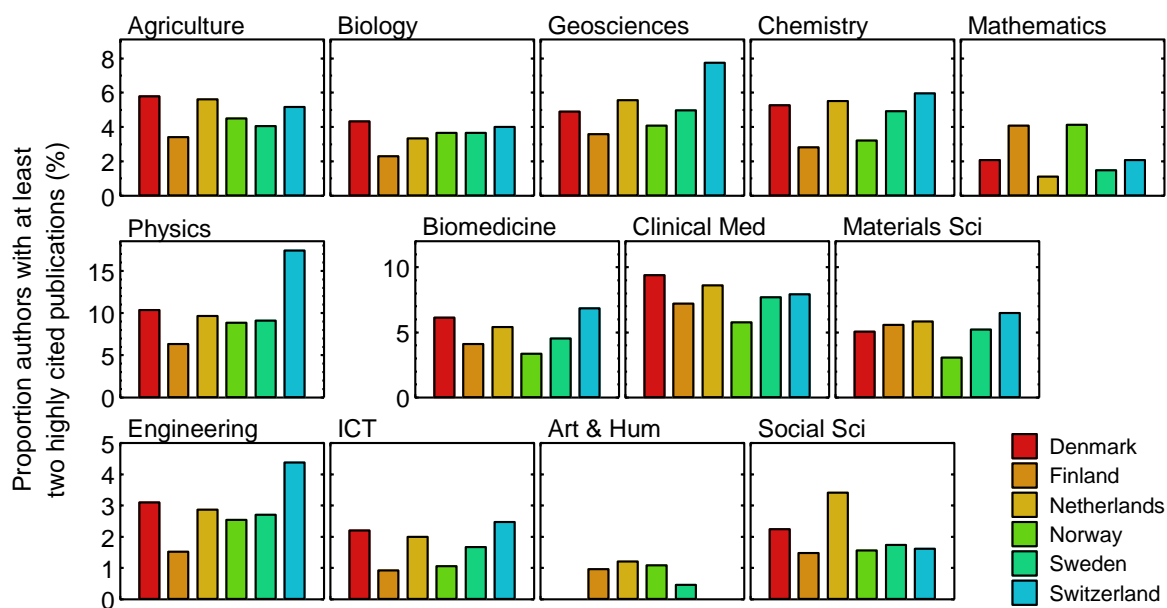 Agriculture
Biology
Geosciences
Chemistry
Mathematics
8
6
4
2
0
Proportion authors with at least
two highly cited publications (%)
Physics
Biomedicine
Clinical Med
Materials Sci
15
10
5
0
10
5
0
Engineering
ICT
Art & Hum
Social Sci
5
4
3
2
1
0
Denmark
Finland
Netherlands
Norway
Sweden
Switzerland